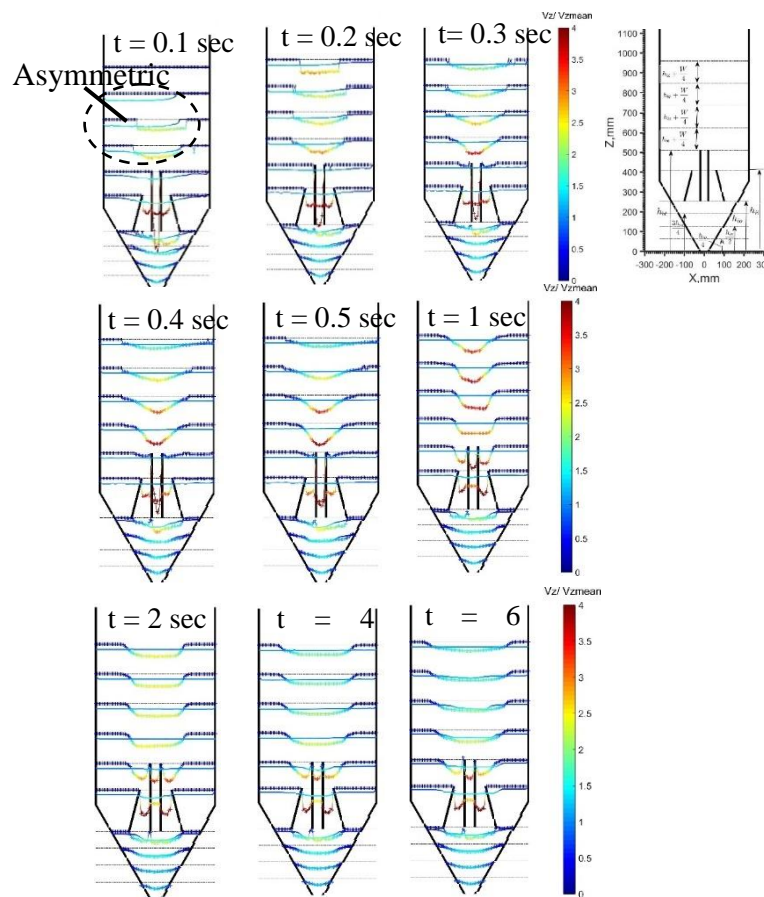 t = 0.1 sec
t = 0.2 sec
t = 0.3 sec
Asymmetric
Vz/ Vzmean
4
3.5
3
2.5
2
1.5
1
0.5
0
Z,mm
1100
1000
900
800
700
600
500
400
300
200
100
0
-300 -200 -100 0 100 200
X,mm
t = 0.4 sec
t = 0.5 sec
t = 1 sec
Vz/ Vzmean
4
3.5
3
2.5
2
1.5
1
0.5
0
t = 2 sec
t = 4
t = 6
Vz/ Vzmean
4
3.5
3
2.5
2
1.5
1
0.5
0